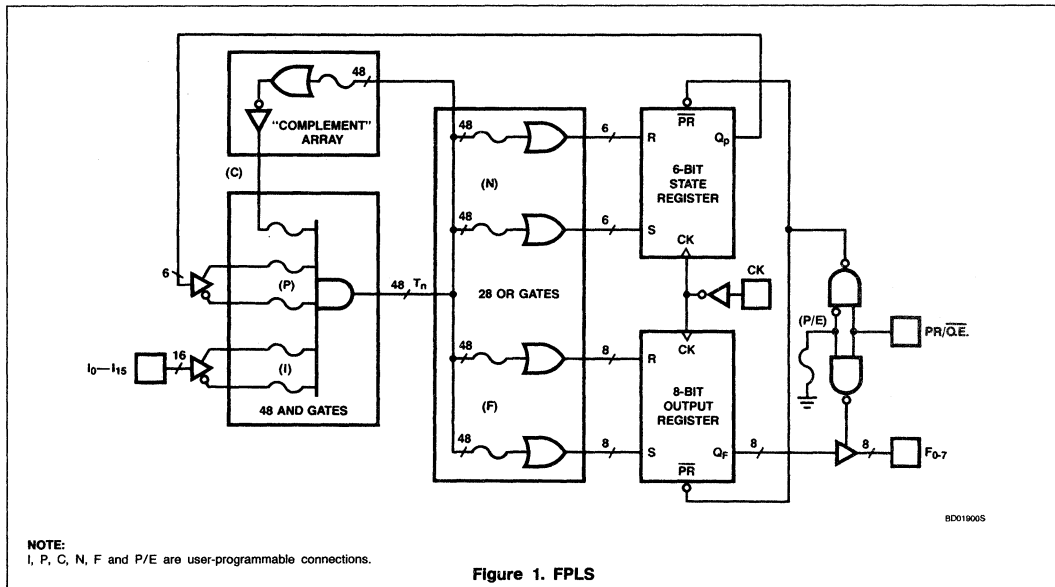 48
"COMPLEMENT"
ARRAY
(C)
6
(P)
I0—I15
16
(I)
48 AND GATES
48 Tn
48
(N)
48
28 OR GATES
48
(F)
48
6
6
8
8
PR
R
QP
6-BIT
STATE
REGISTER
S
CK
CK
CK
R
8-BIT
OUTPUT
REGISTER
S
QF
PR
8
(P/E)
PR/O.E.
8
F0-7
BD01900S
NOTE:
I, P, C, N, F and P/E are user-programmable connections.
Figure 1. FPLS